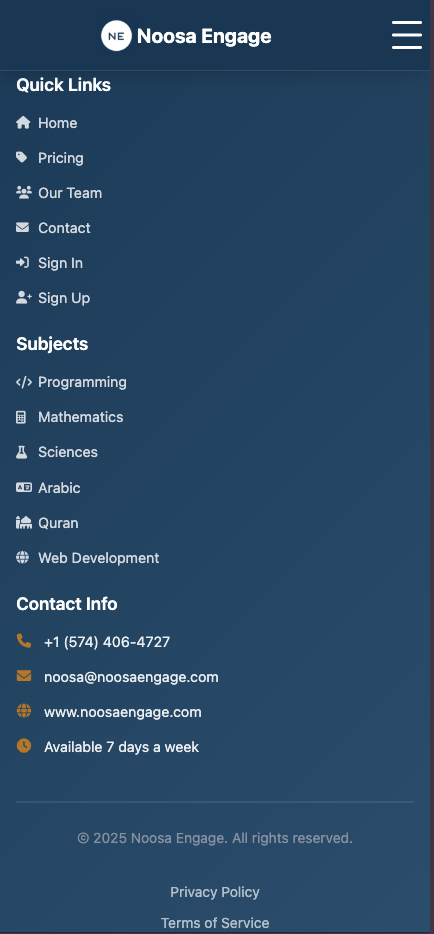 NE Noosa Engage
Quick Links
Home
Pricing
Our Team
Contact
Sign In
Sign Up
Subjects
Programming
Mathematics
Sciences
Arabic
Quran
Web Development
Contact Info
+1 (574) 406-4727
noosa@noosaengage.com
www.noosaengage.com
Available 7 days a week
© 2025 Noosa Engage. All rights reserved.
Privacy Policy
Terms of Service